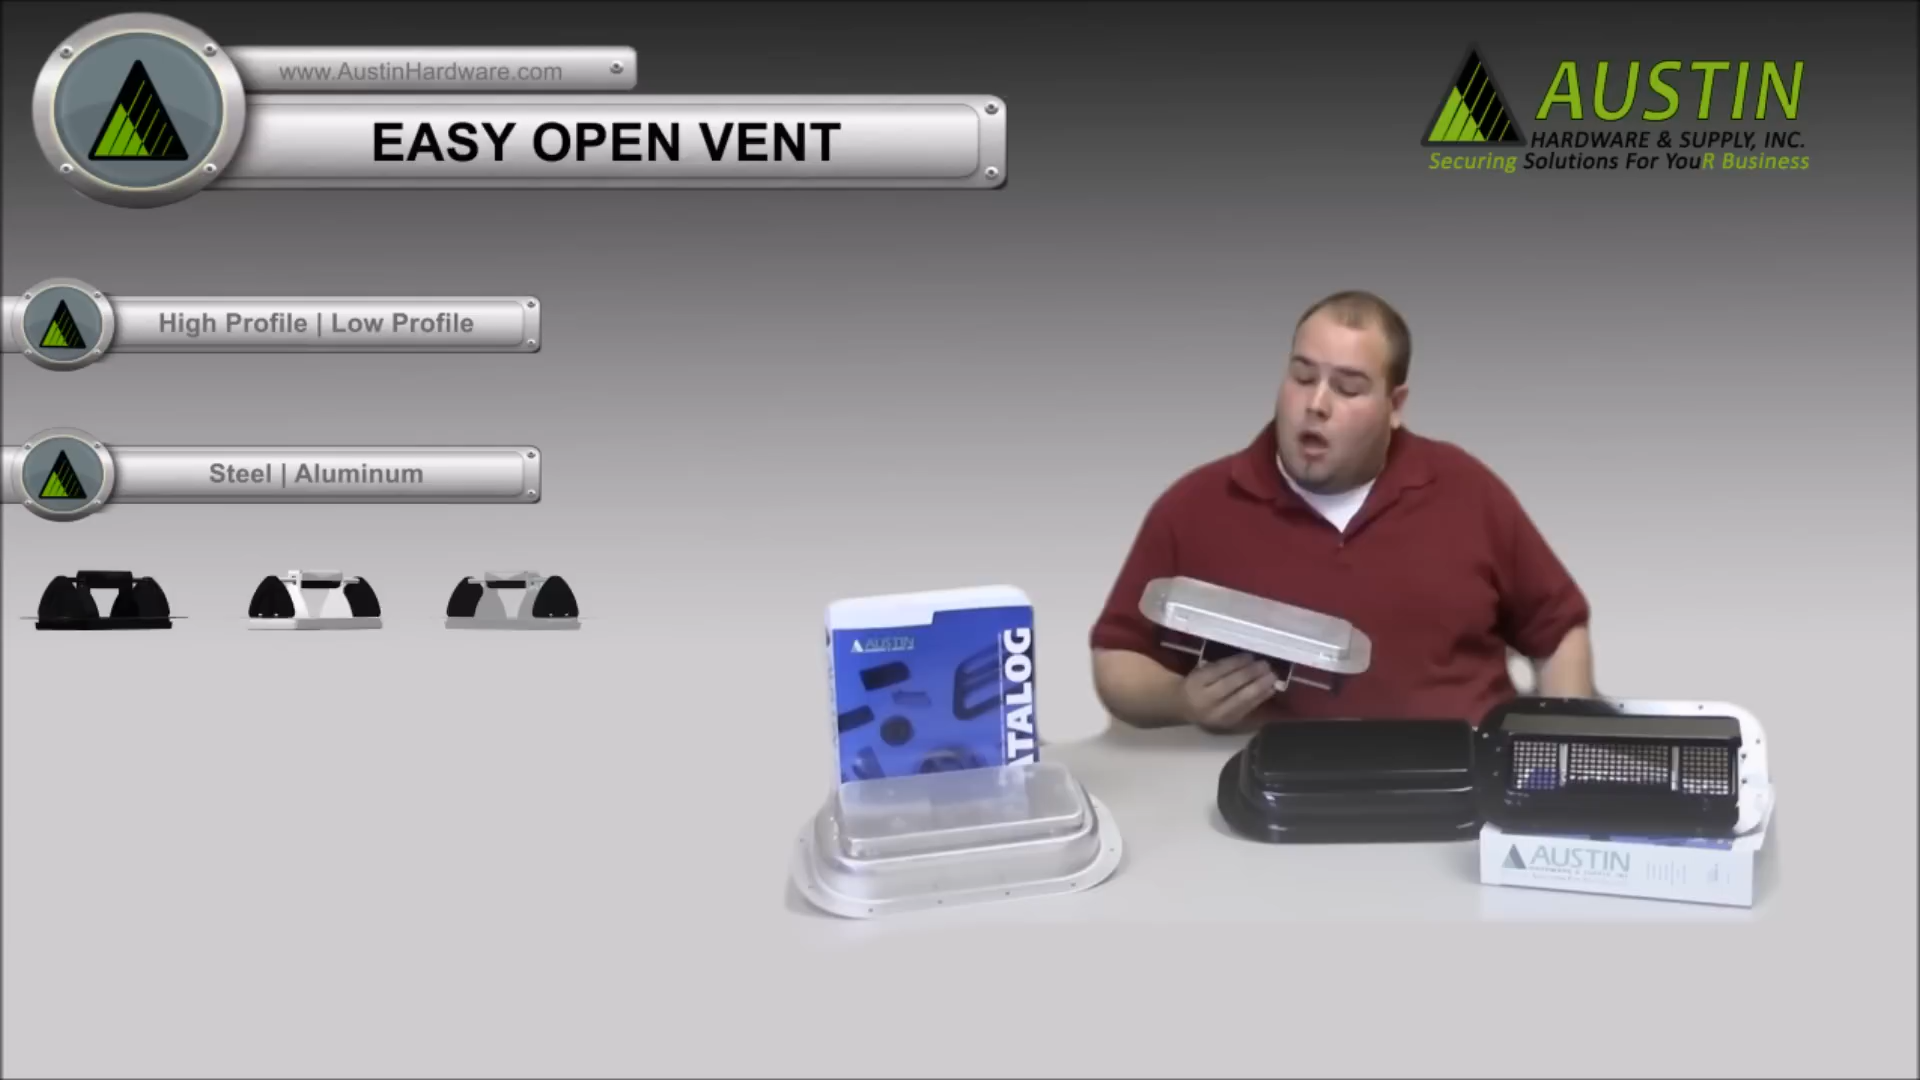 www.AustinHardware.com
EASY OPEN VENT
AUSTIN
HARDWARE & SUPPLY, INC.
Securing Solutions For YouR Business
High Profile | Low Profile
Steel | Aluminum
AUSTIN
ATALOG
AUSTIN